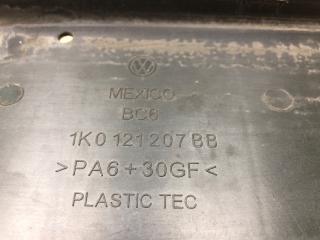 MEXICO
BC6
1K0 121 207 BB
>PA6+30GF<
PLASTIC TEC